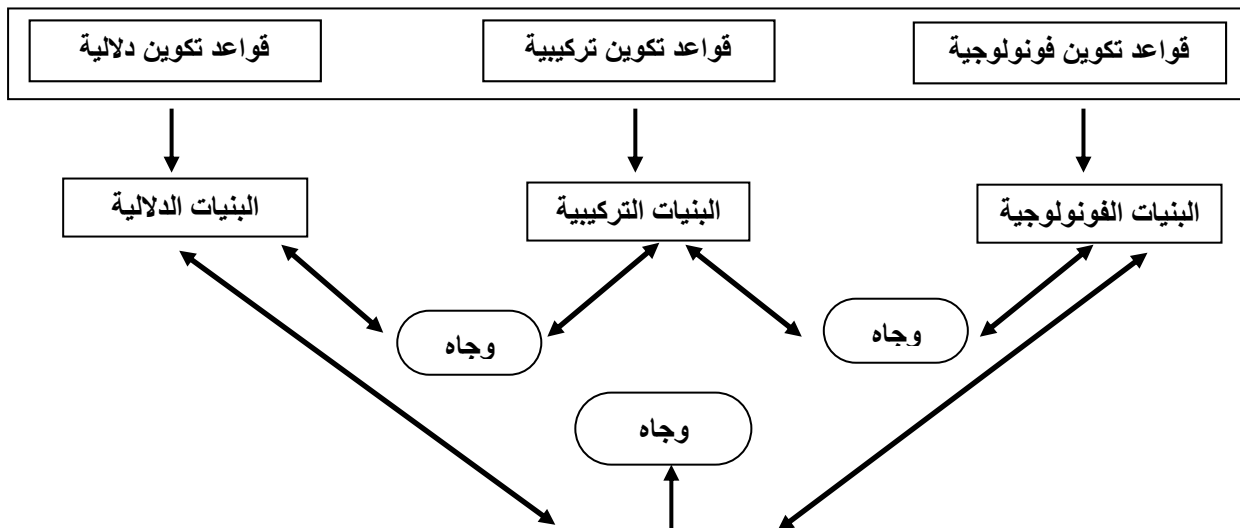 قواعد تكوين فونولوجية
قواعد تكوين تركيبية
قواعد تكوين دلالية
البنيات الفونولوجية
البنيات التركيبية
البنيات الدلالية
وجاه
وجاه
وجاه